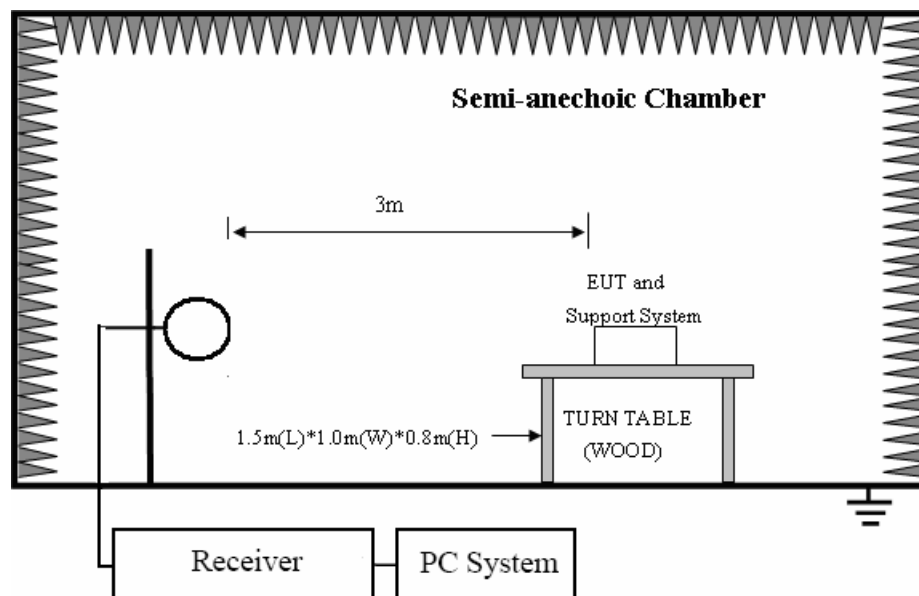 Semi-anechoic Chamber
3m
EUT and
Support System
1.5m(L)*1.0m(W)*0.8m(H)
TURN TABLE
(WOOD)
Receiver
PC System